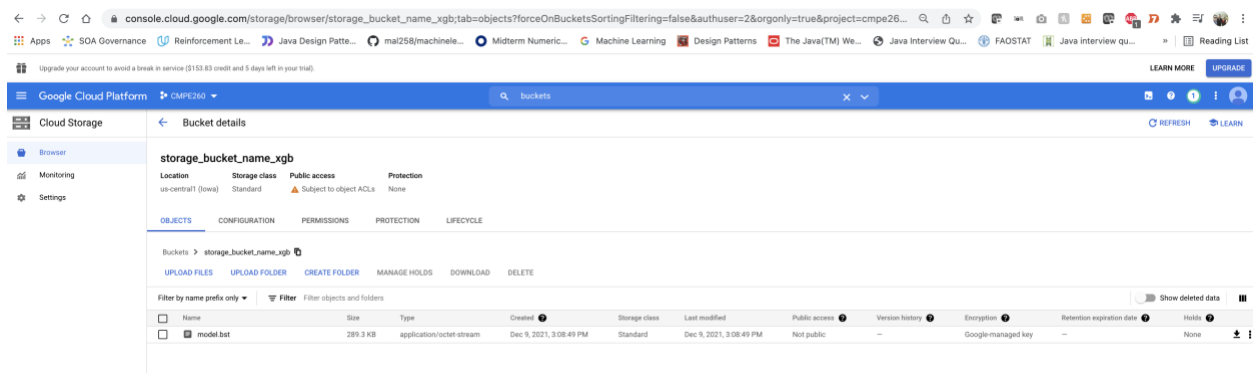 console.cloud.google.com/storage/browser/storage_bucket_name_xgb;tab=objects?forceOnBucketsSortingFiltering=false&authuser=2&orgonly=true&project=cmpe26...
Apps SOA Governance Reinforcement Le... Java Design Patte... mal258/machinele... Midterm Numeric... Machine Learning Design Patterns The Java(TM) We... Java Interview Qu... FAOSTAT Java interview qu... » Reading List
Upgrade your account to avoid a break in service ($153.83 credit and 5 days left in your trial). LEARN MORE UPGRADE
Google Cloud Platform CMPE260 buckets 1
Cloud Storage Bucket details REFRESH LEARN
Browser
Monitoring
Settings
storage_bucket_name_xgb
Location Storage class Public access Protection
us-central1 (Iowa) Standard Subject to object ACLs None
OBJECTS CONFIGURATION PERMISSIONS PROTECTION LIFECYCLE
Buckets > storage_bucket_name_xgb
UPLOAD FILES UPLOAD FOLDER CREATE FOLDER MANAGE HOLDS DOWNLOAD DELETE
Filter by name prefix only Filter Filter objects and folders Show deleted data
Name Size Type Created Storage class Last modified Public access Version history Encryption Retention expiration date Holds
model.bst 289.3 KB application/octet-stream Dec 9, 2021, 3:08:49 PM Standard Dec 9, 2021, 3:08:49 PM Not public — Google-managed key — None